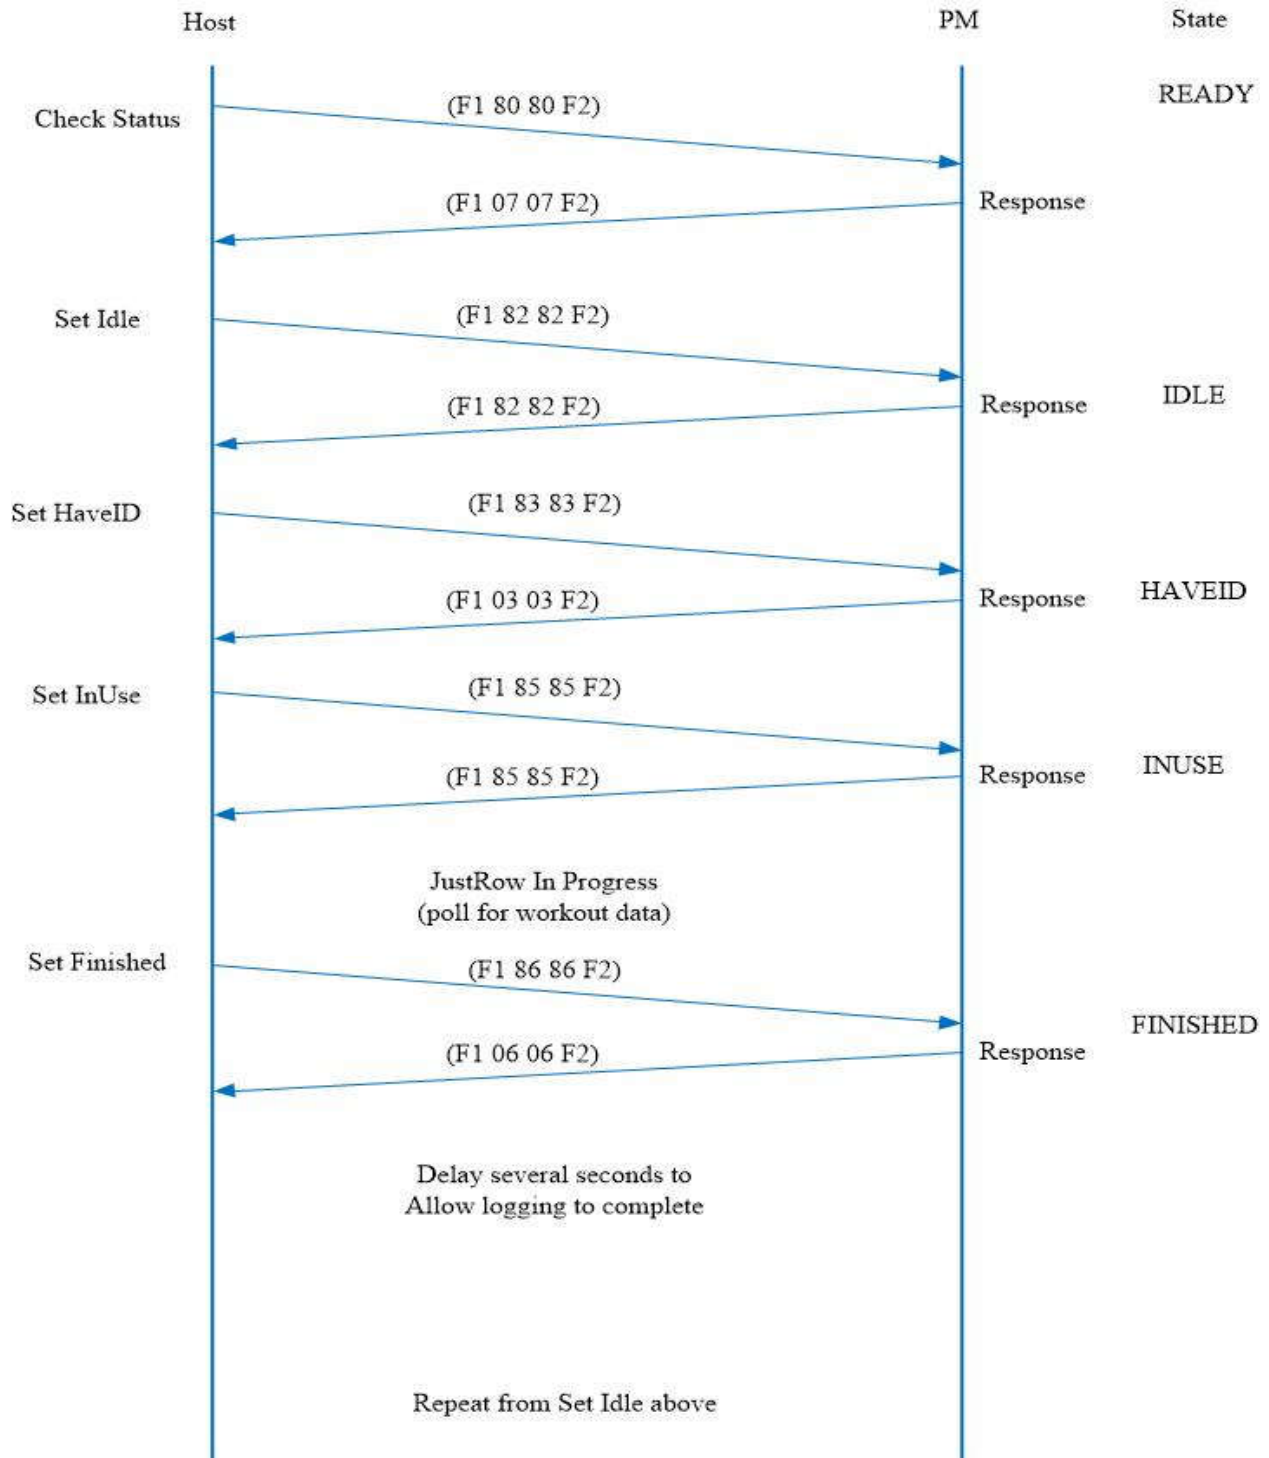 Host
PM
State
READY
Check Status
(F1 80 80 F2)
(F1 07 07 F2)
Response
Set Idle
(F1 82 82 F2)
IDLE
(F1 82 82 F2)
Response
Set HaveID
(F1 83 83 F2)
HAVEID
(F1 03 03 F2)
Response
Set InUse
(F1 85 85 F2)
INUSE
(F1 85 85 F2)
Response
JustRow In Progress
(poll for workout data)
Set Finished
(F1 86 86 F2)
FINISHED
(F1 06 06 F2)
Response
Delay several seconds to
Allow logging to complete
Repeat from Set Idle above